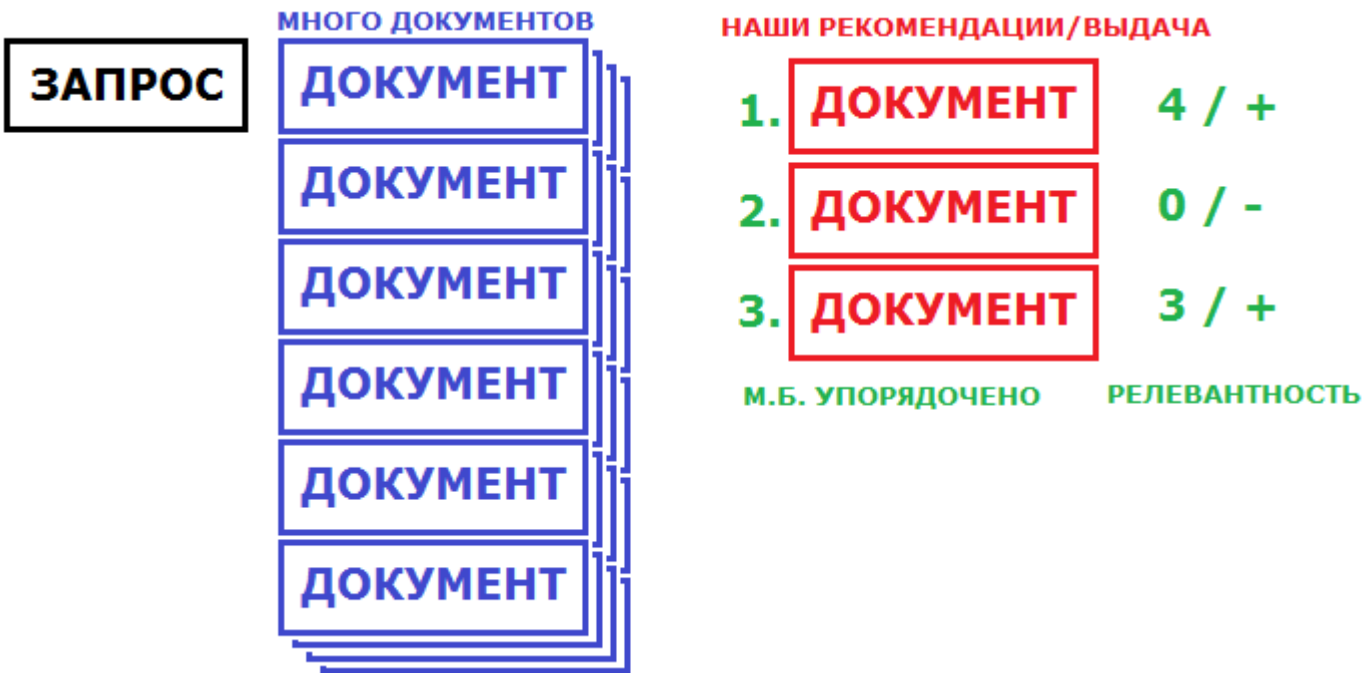 ЗАПРОС
МНОГО ДОКУМЕНТОВ
ДОКУМЕНТ
ДОКУМЕНТ
ДОКУМЕНТ
ДОКУМЕНТ
ДОКУМЕНТ
ДОКУМЕНТ
НАШИ РЕКОМЕНДАЦИИ/ВЫДАЧА
1. ДОКУМЕНТ 4 / +
2. ДОКУМЕНТ 0 / -
3. ДОКУМЕНТ 3 / +
М.Б. УПОРЯДОЧЕНО РЕЛЕВАНТНОСТЬ